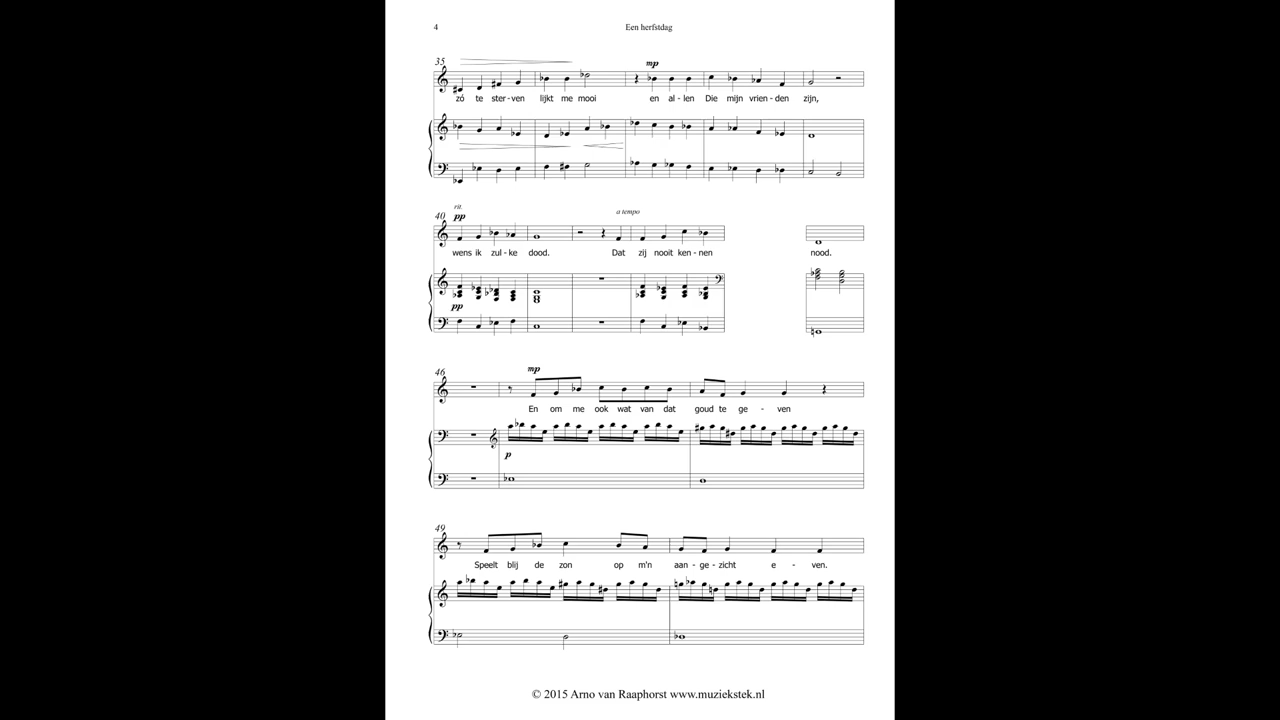 4
Een herfstdag
35
mp
zó te ster-ven lijkt me mooi en al-len Die mijn vrien-den zijn,
40
rit.
pp
a tempo
wens ik zul-ke dood. Dat zij nooit ken-nen nood.
pp
46
mp
En om me ook wat van dat goud te ge - ven
p
49
Speelt blij de zon op m'n aan-ge-zicht e - ven.
© 2015 Arno van Raaphorst www.muziekstek.nl